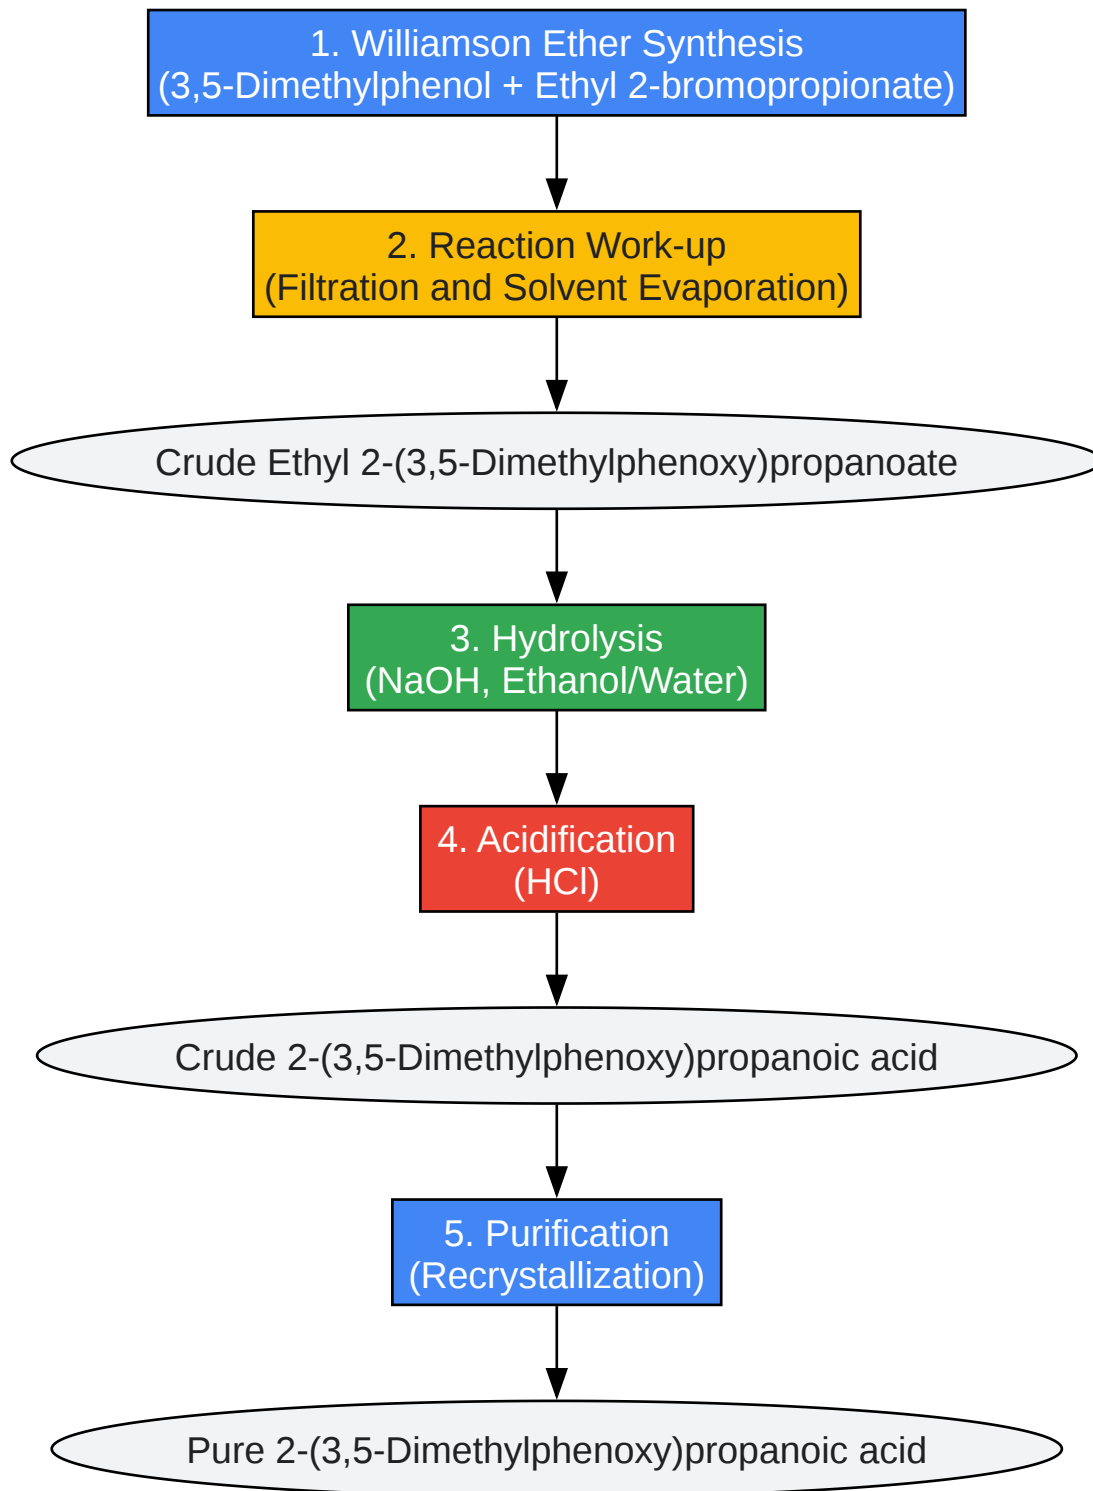 1. Williamson Ether Synthesis
(3,5-Dimethylphenol + Ethyl 2-bromopropionate)
2. Reaction Work-up
(Filtration and Solvent Evaporation)
Crude Ethyl 2-(3,5-Dimethylphenoxy)propanoate
3. Hydrolysis
(NaOH, Ethanol/Water)
4. Acidification
(HCl)
Crude 2-(3,5-Dimethylphenoxy)propanoic acid
5. Purification
(Recrystallization)
Pure 2-(3,5-Dimethylphenoxy)propanoic acid